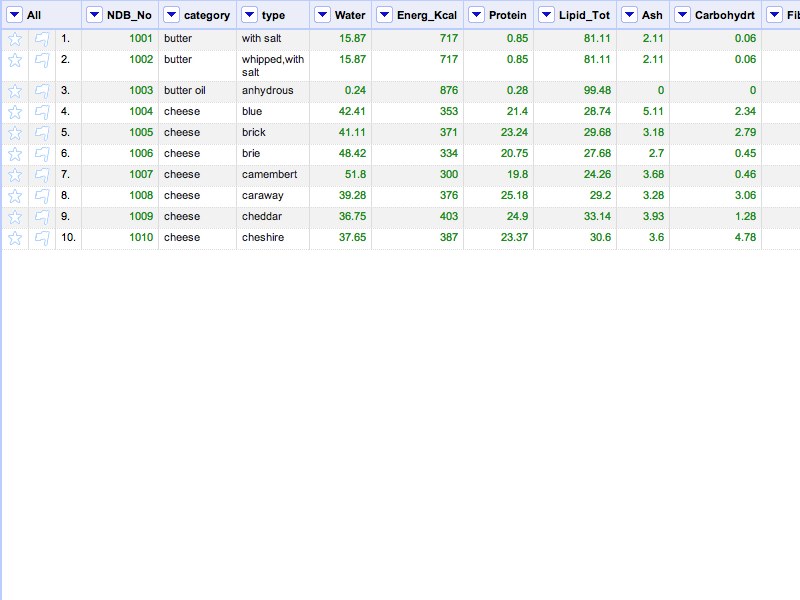 All NDB_No category type Water Energ_Kcal Protein Lipid_Tot Ash Carbohydrt Fil
1. 1001 butter with salt 15.87 717 0.85 81.11 2.11 0.06
2. 1002 butter whipped,with 15.87 717 0.85 81.11 2.11 0.06
salt
3. 1003 butter oil anhydrous 0.24 876 0.28 99.48 0 0
4. 1004 cheese blue 42.41 353 21.4 28.74 5.11 2.34
5. 1005 cheese brick 41.11 371 23.24 29.68 3.18 2.79
6. 1006 cheese brie 48.42 334 20.75 27.68 2.7 0.45
7. 1007 cheese camembert 51.8 300 19.8 24.26 3.68 0.46
8. 1008 cheese caraway 39.28 376 25.18 29.2 3.28 3.06
9. 1009 cheese cheddar 36.75 403 24.9 33.14 3.93 1.28
10. 1010 cheese cheshire 37.65 387 23.37 30.6 3.6 4.78